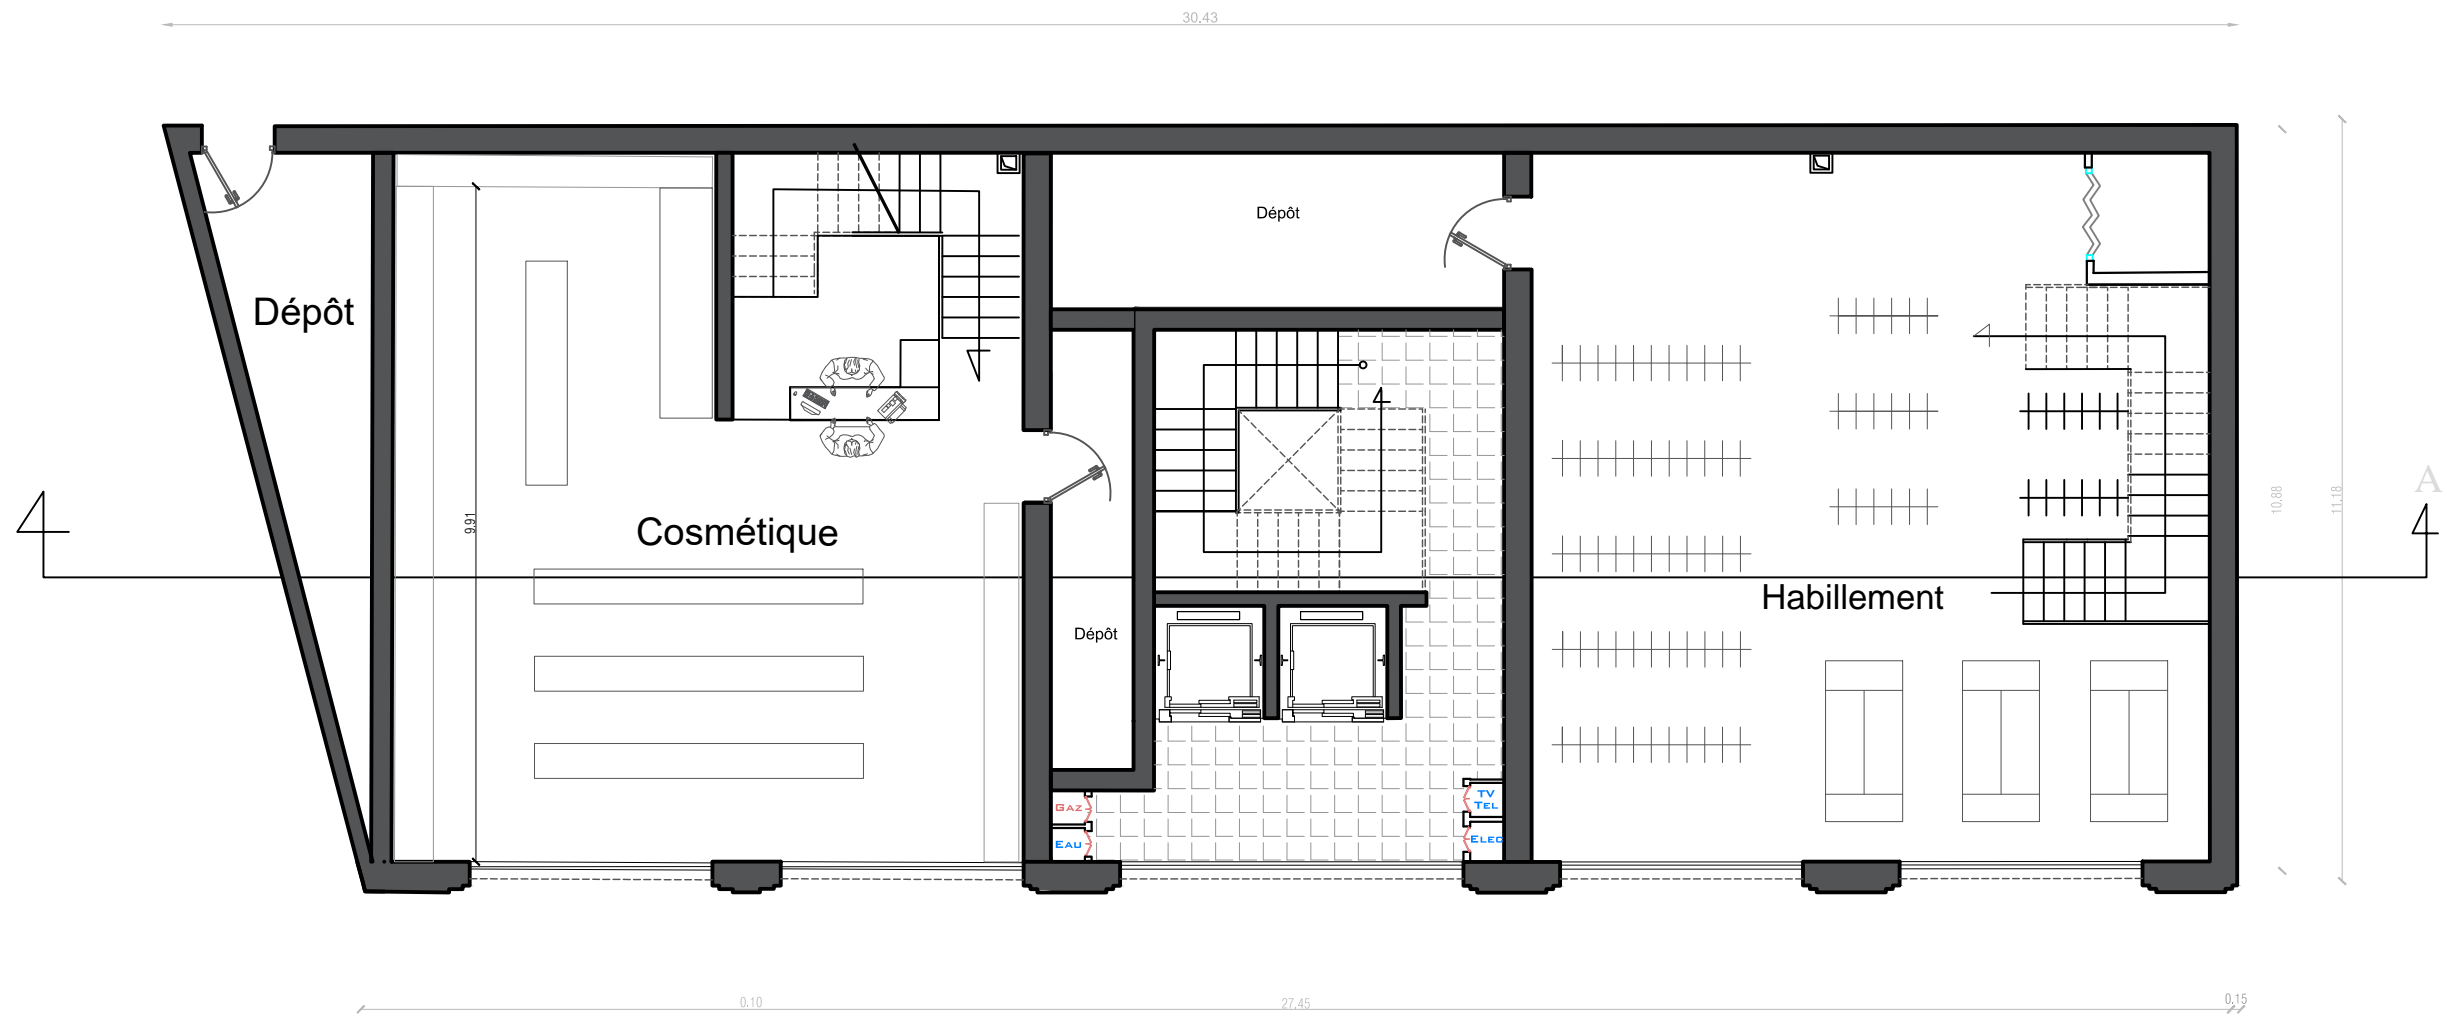 30.43
Dépôt
Dépôt
9.91
Cosmétique
Dépôt
Habillement
10.88
11.18
A
GAZ
EAU
TV
TEL
ELEC
0.10
27.45
0.15